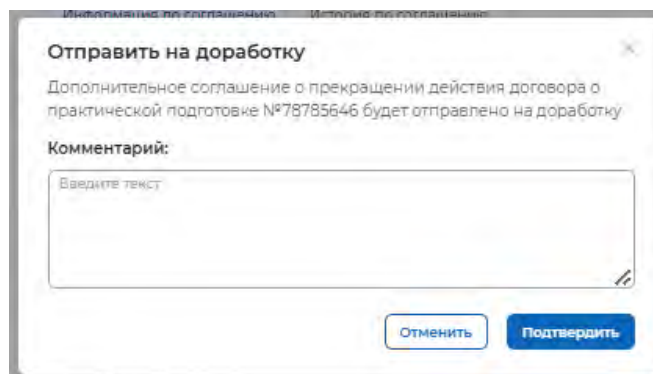 Информация по соглашению История по соглашению
Отправить на доработку
Дополнительное соглашение о прекращении действия договора о
практической подготовке №78785646 будет отправлено на доработку
Комментарий:
Введите текст
Отменить Подтвердить